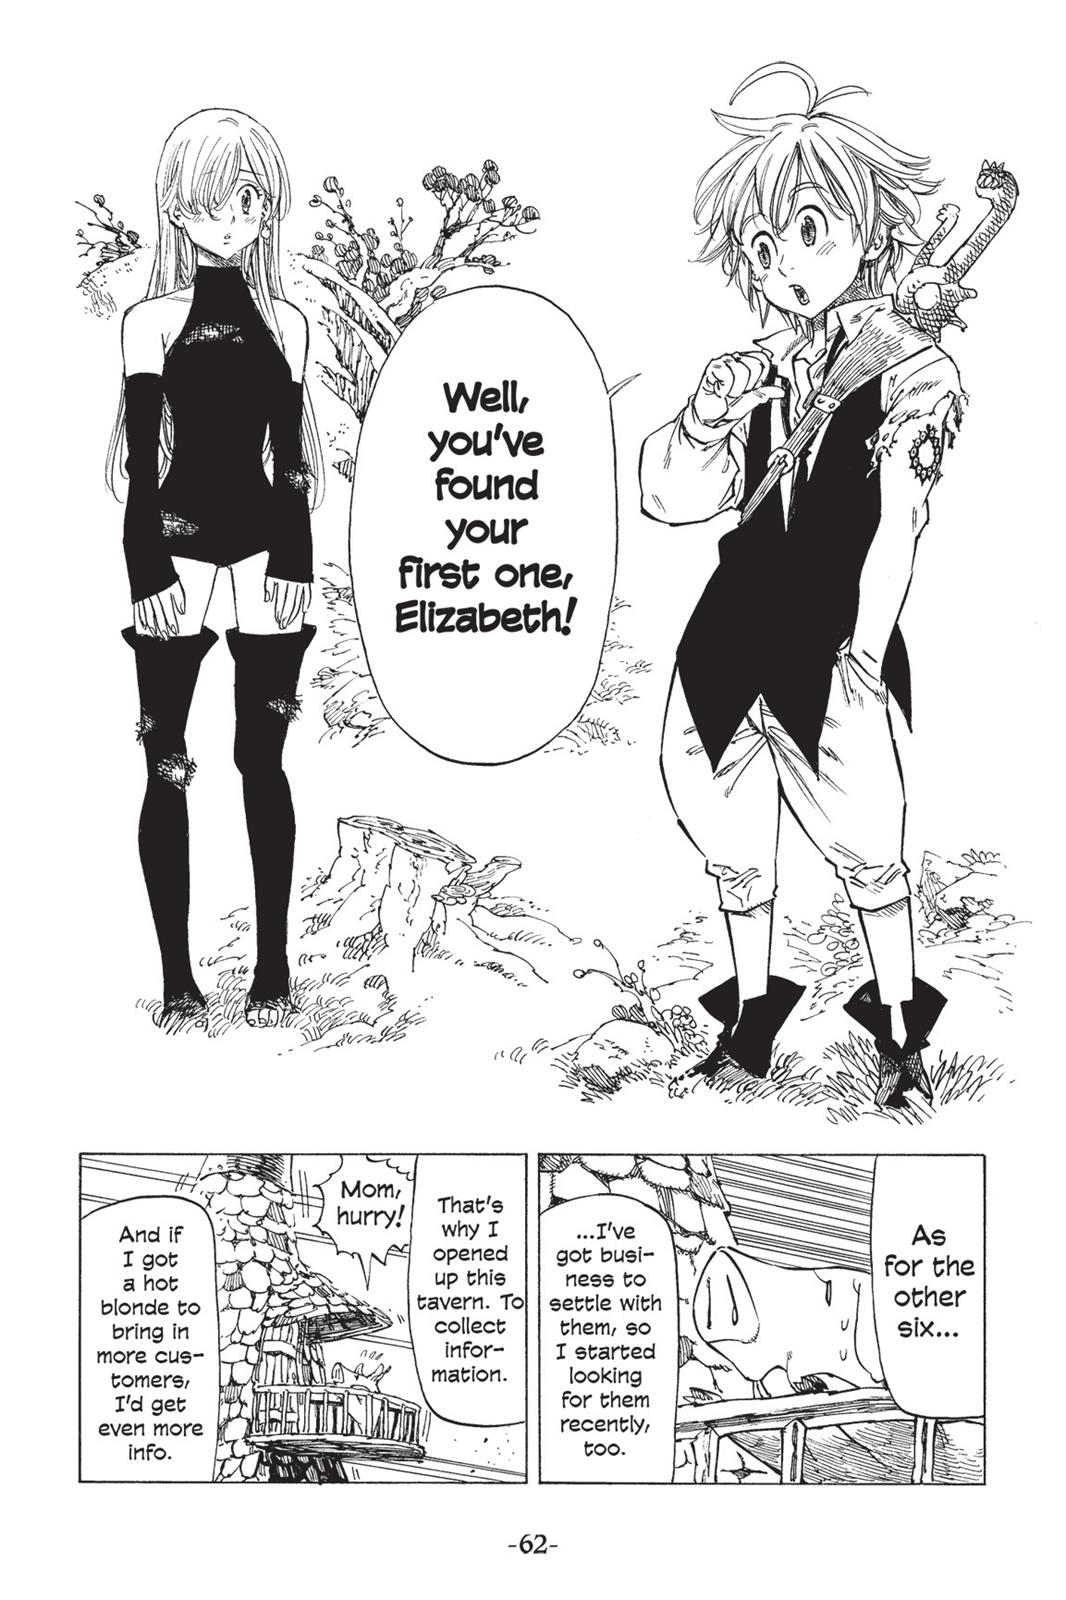 Well,
you've
found
your
first one,
Elizabeth!
As
for the
other
six...
...I've
got busi-
ness to
settle with
them, so
I started
looking
for them
recently,
too.
That's
why I
opened
up this
tavern. To
collect
infor-
mation.
Mom,
hurry!
And if
I got
a hot
blonde to
bring in
more cus-
tomers,
I'd get
even more
info.
-62-